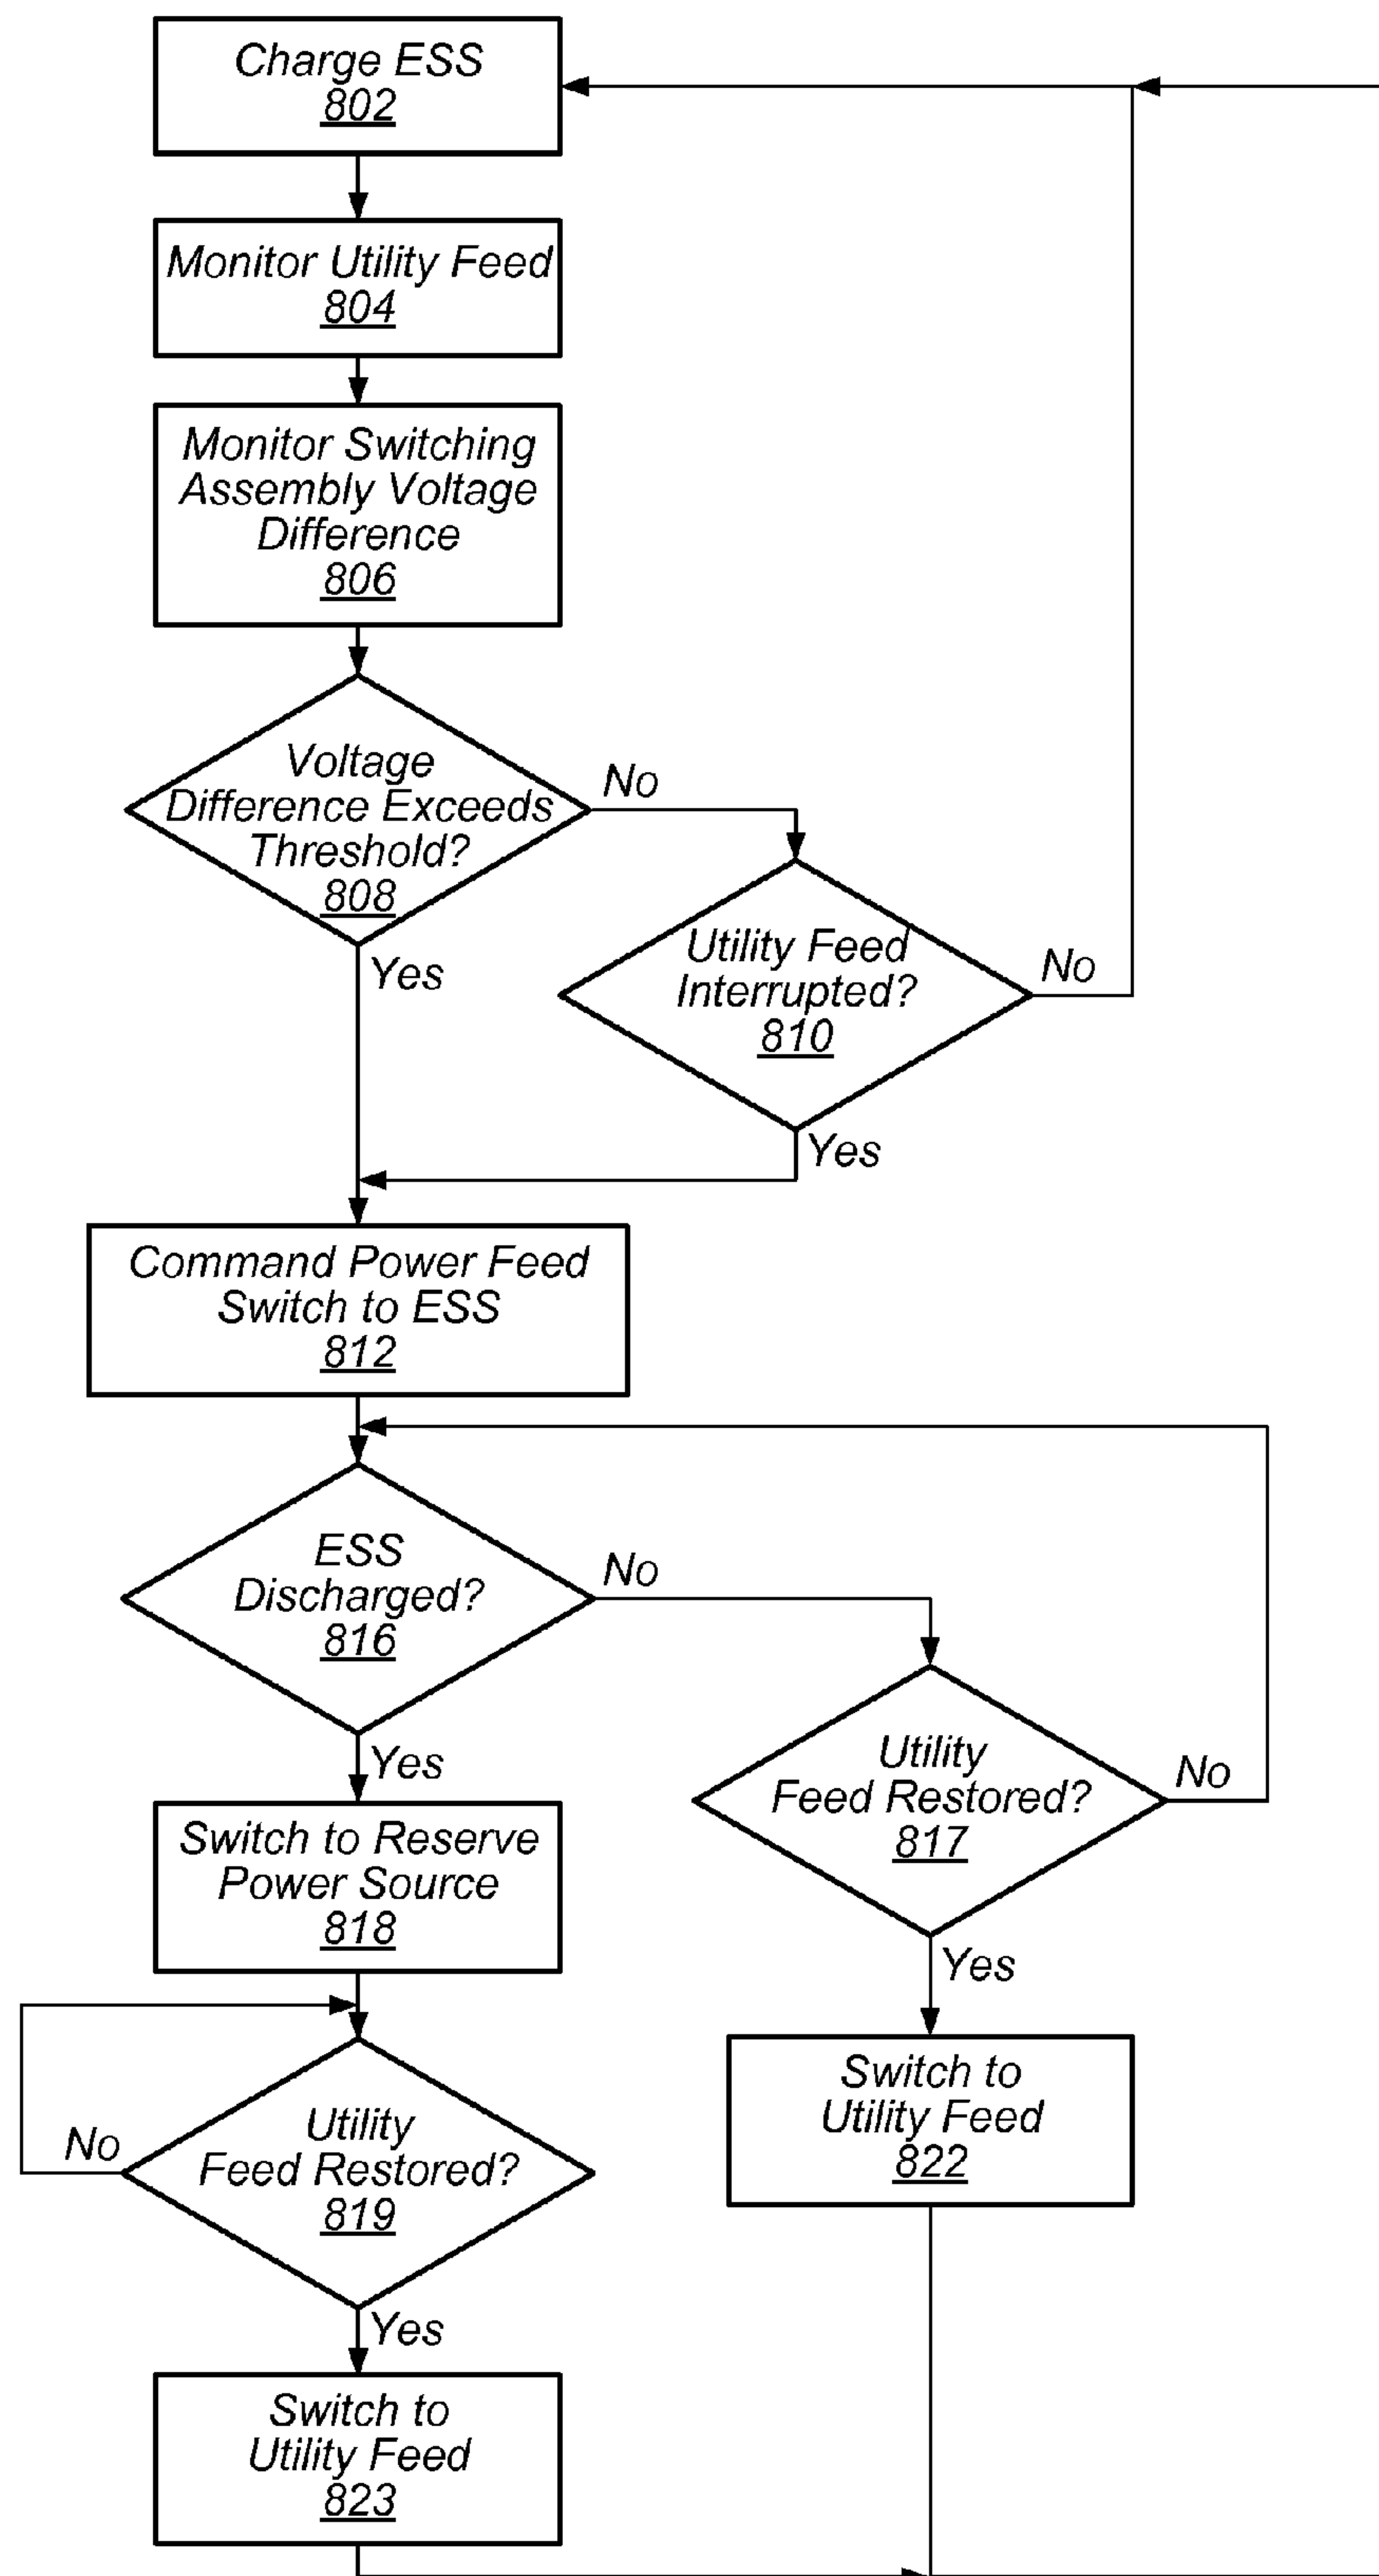 Charge ESS
802
Monitor Utility Feed
804
Monitor Switching
Assembly Voltage
Difference
806
Voltage
Difference Exceeds
Threshold?
808
No
Yes
Utility Feed
Interrupted?
810
No
Yes
Command Power Feed
Switch to ESS
812
ESS
Discharged?
816
No
Yes
Utility
Feed Restored?
817
No
Yes
Switch to Reserve
Power Source
818
Utility
Feed Restored?
819
No
Yes
Switch to
Utility Feed
822
Switch to
Utility Feed
823